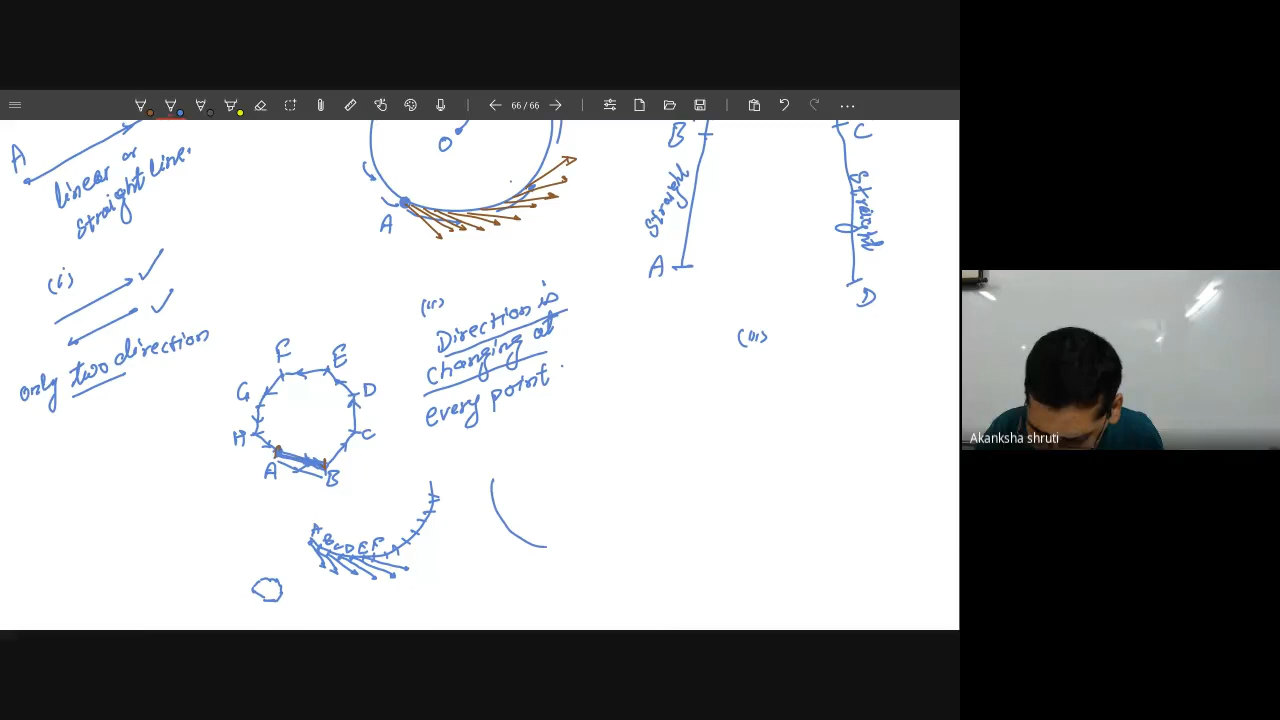 66/66
A
linear or
straight line.
O
A
B
Straight
A
C
Straight
D
(i)
only two direction
(ii)
Direction is
changing at
every point.
(iii)
F
E
G
D
H
C
A
B
A
B
C
D
E
F
Akanksha shruti